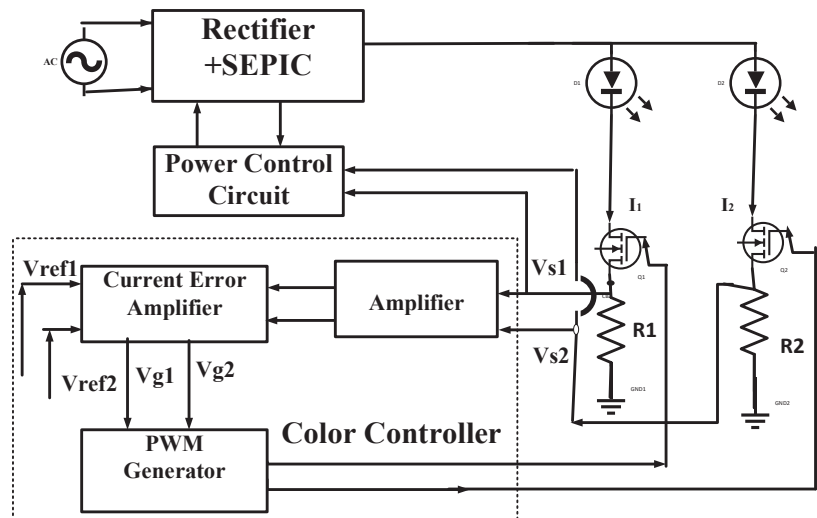 Rectifier
+SEPIC
AC
D1
D2
Power Control
Circuit
I1
I2
Vref1
Current Error
Amplifier
Amplifier
Vs1
Q1
Q2
R1
R2
Vs2
Vref2
Vg1
Vg2
GND1
GND2
Color Controller
PWM
Generator